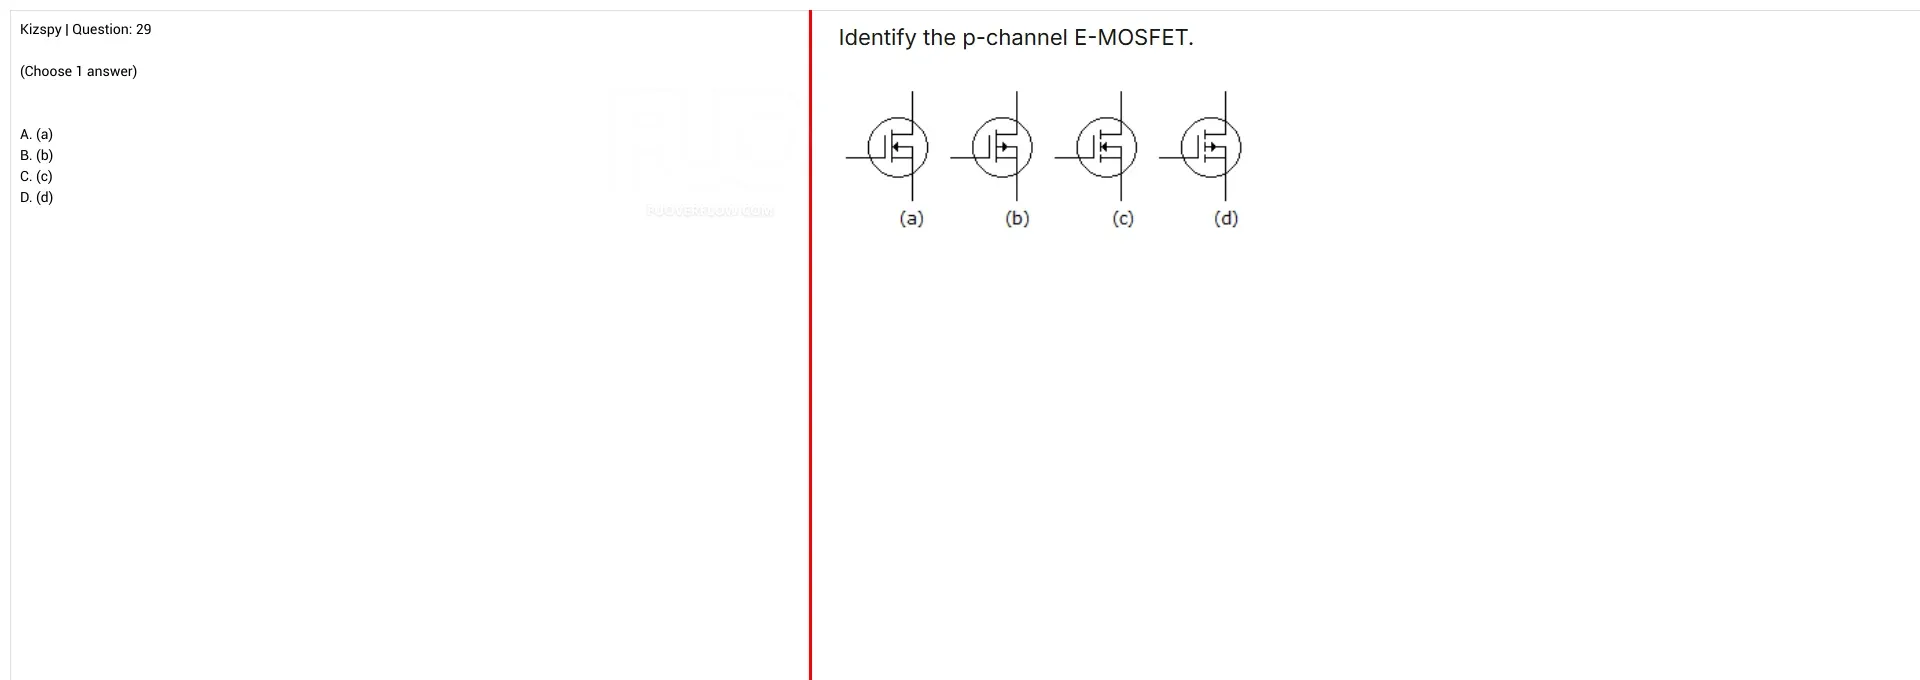 Kizspy | Question: 29
(Choose 1 answer)
A. (a)
B. (b)
C. (c)
D. (d)
Identify the p-channel E-MOSFET.
(a) (b) (c) (d)